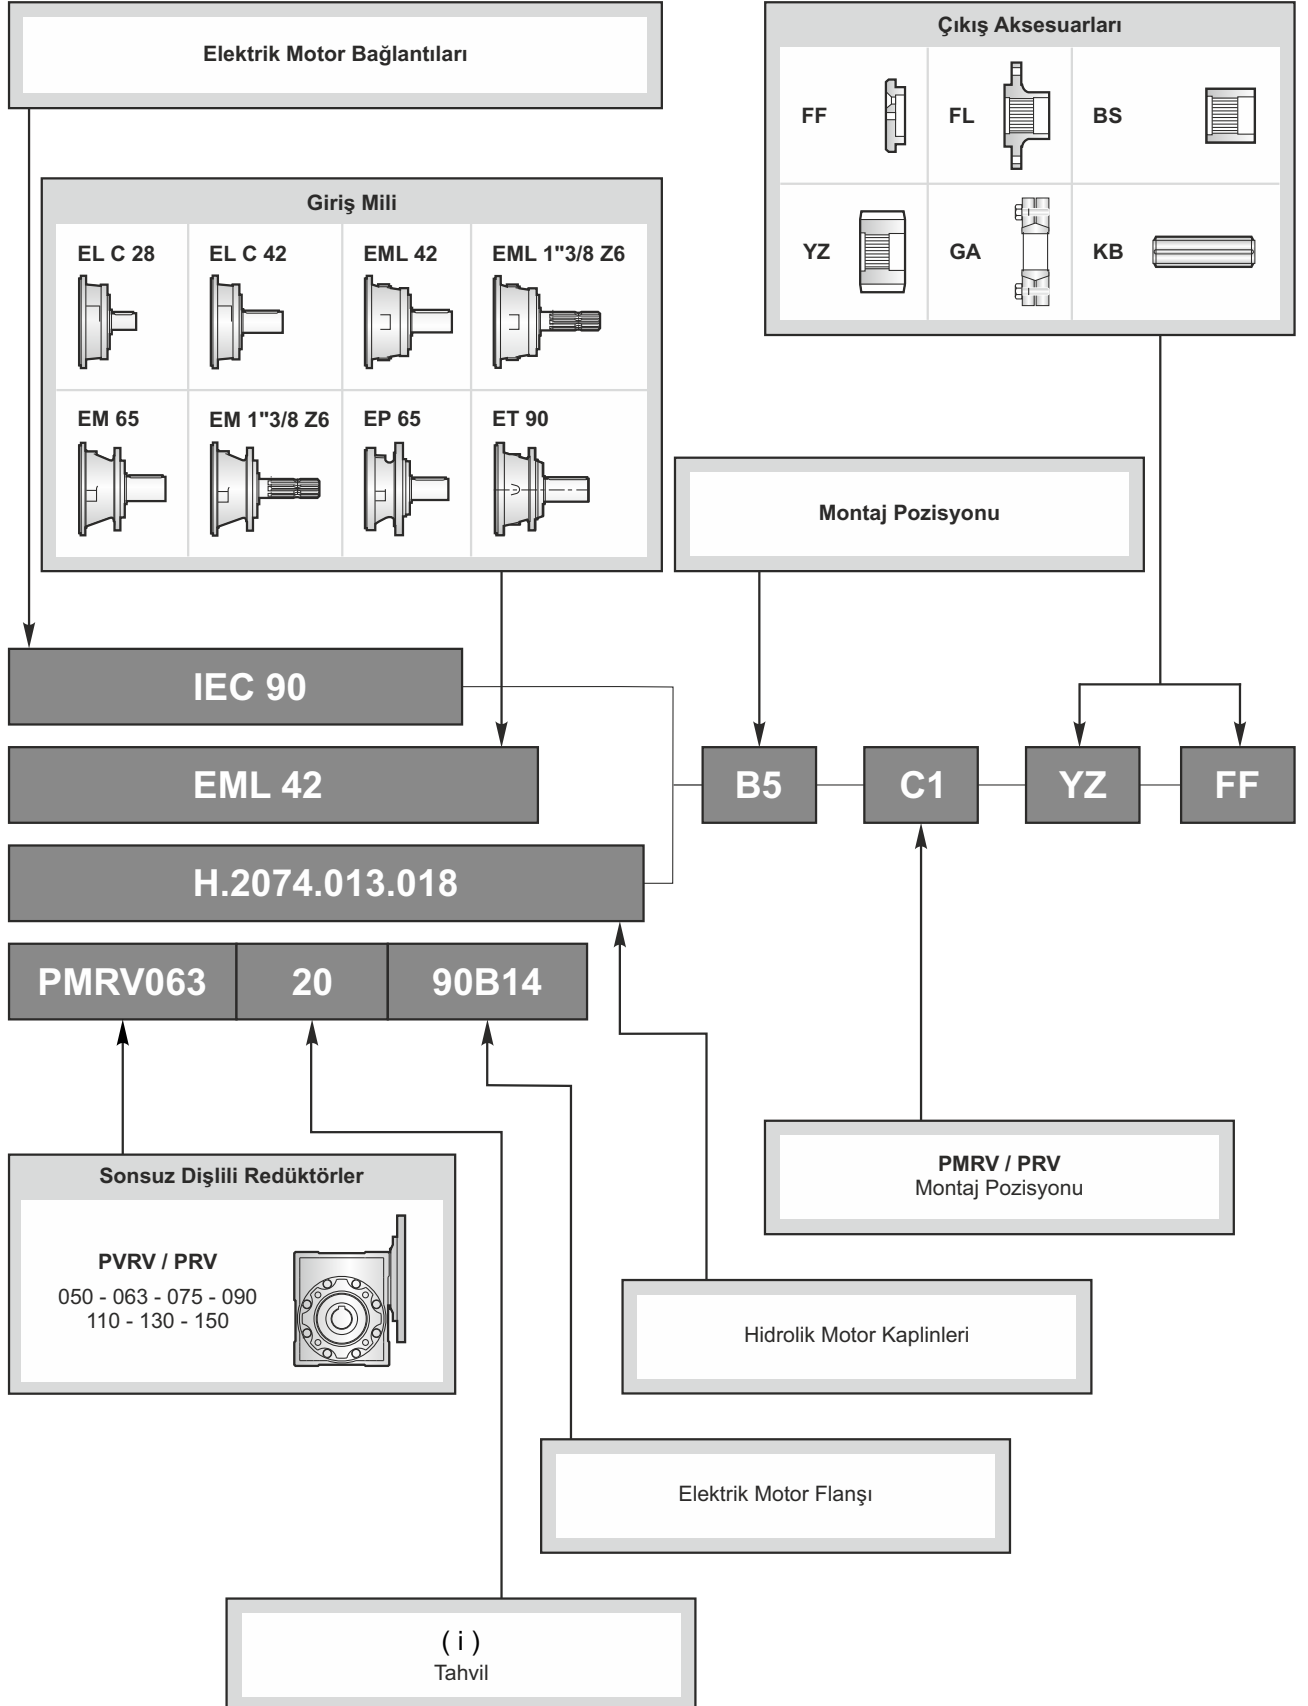 Elektrik Motor Bağlantıları
Çıkış Aksesuarları
FF
FL
BS
YZ
GA
KB
Giriş Mili
EL C 28
EL C 42
EML 42
EML 1"3/8 Z6
EM 65
EM 1"3/8 Z6
EP 65
ET 90
Montaj Pozisyonu
IEC 90
EML 42
H.2074.013.018
B5
C1
YZ
FF
PMRV063
20
90B14
Sonsuz Dişlili Redüktörler
PVRV / PRV
050 - 063 - 075 - 090
110 - 130 - 150
PMRV / PRV
Montaj Pozisyonu
Hidrolik Motor Kaplinleri
Elektrik Motor Flanşı
( i )
Tahvil